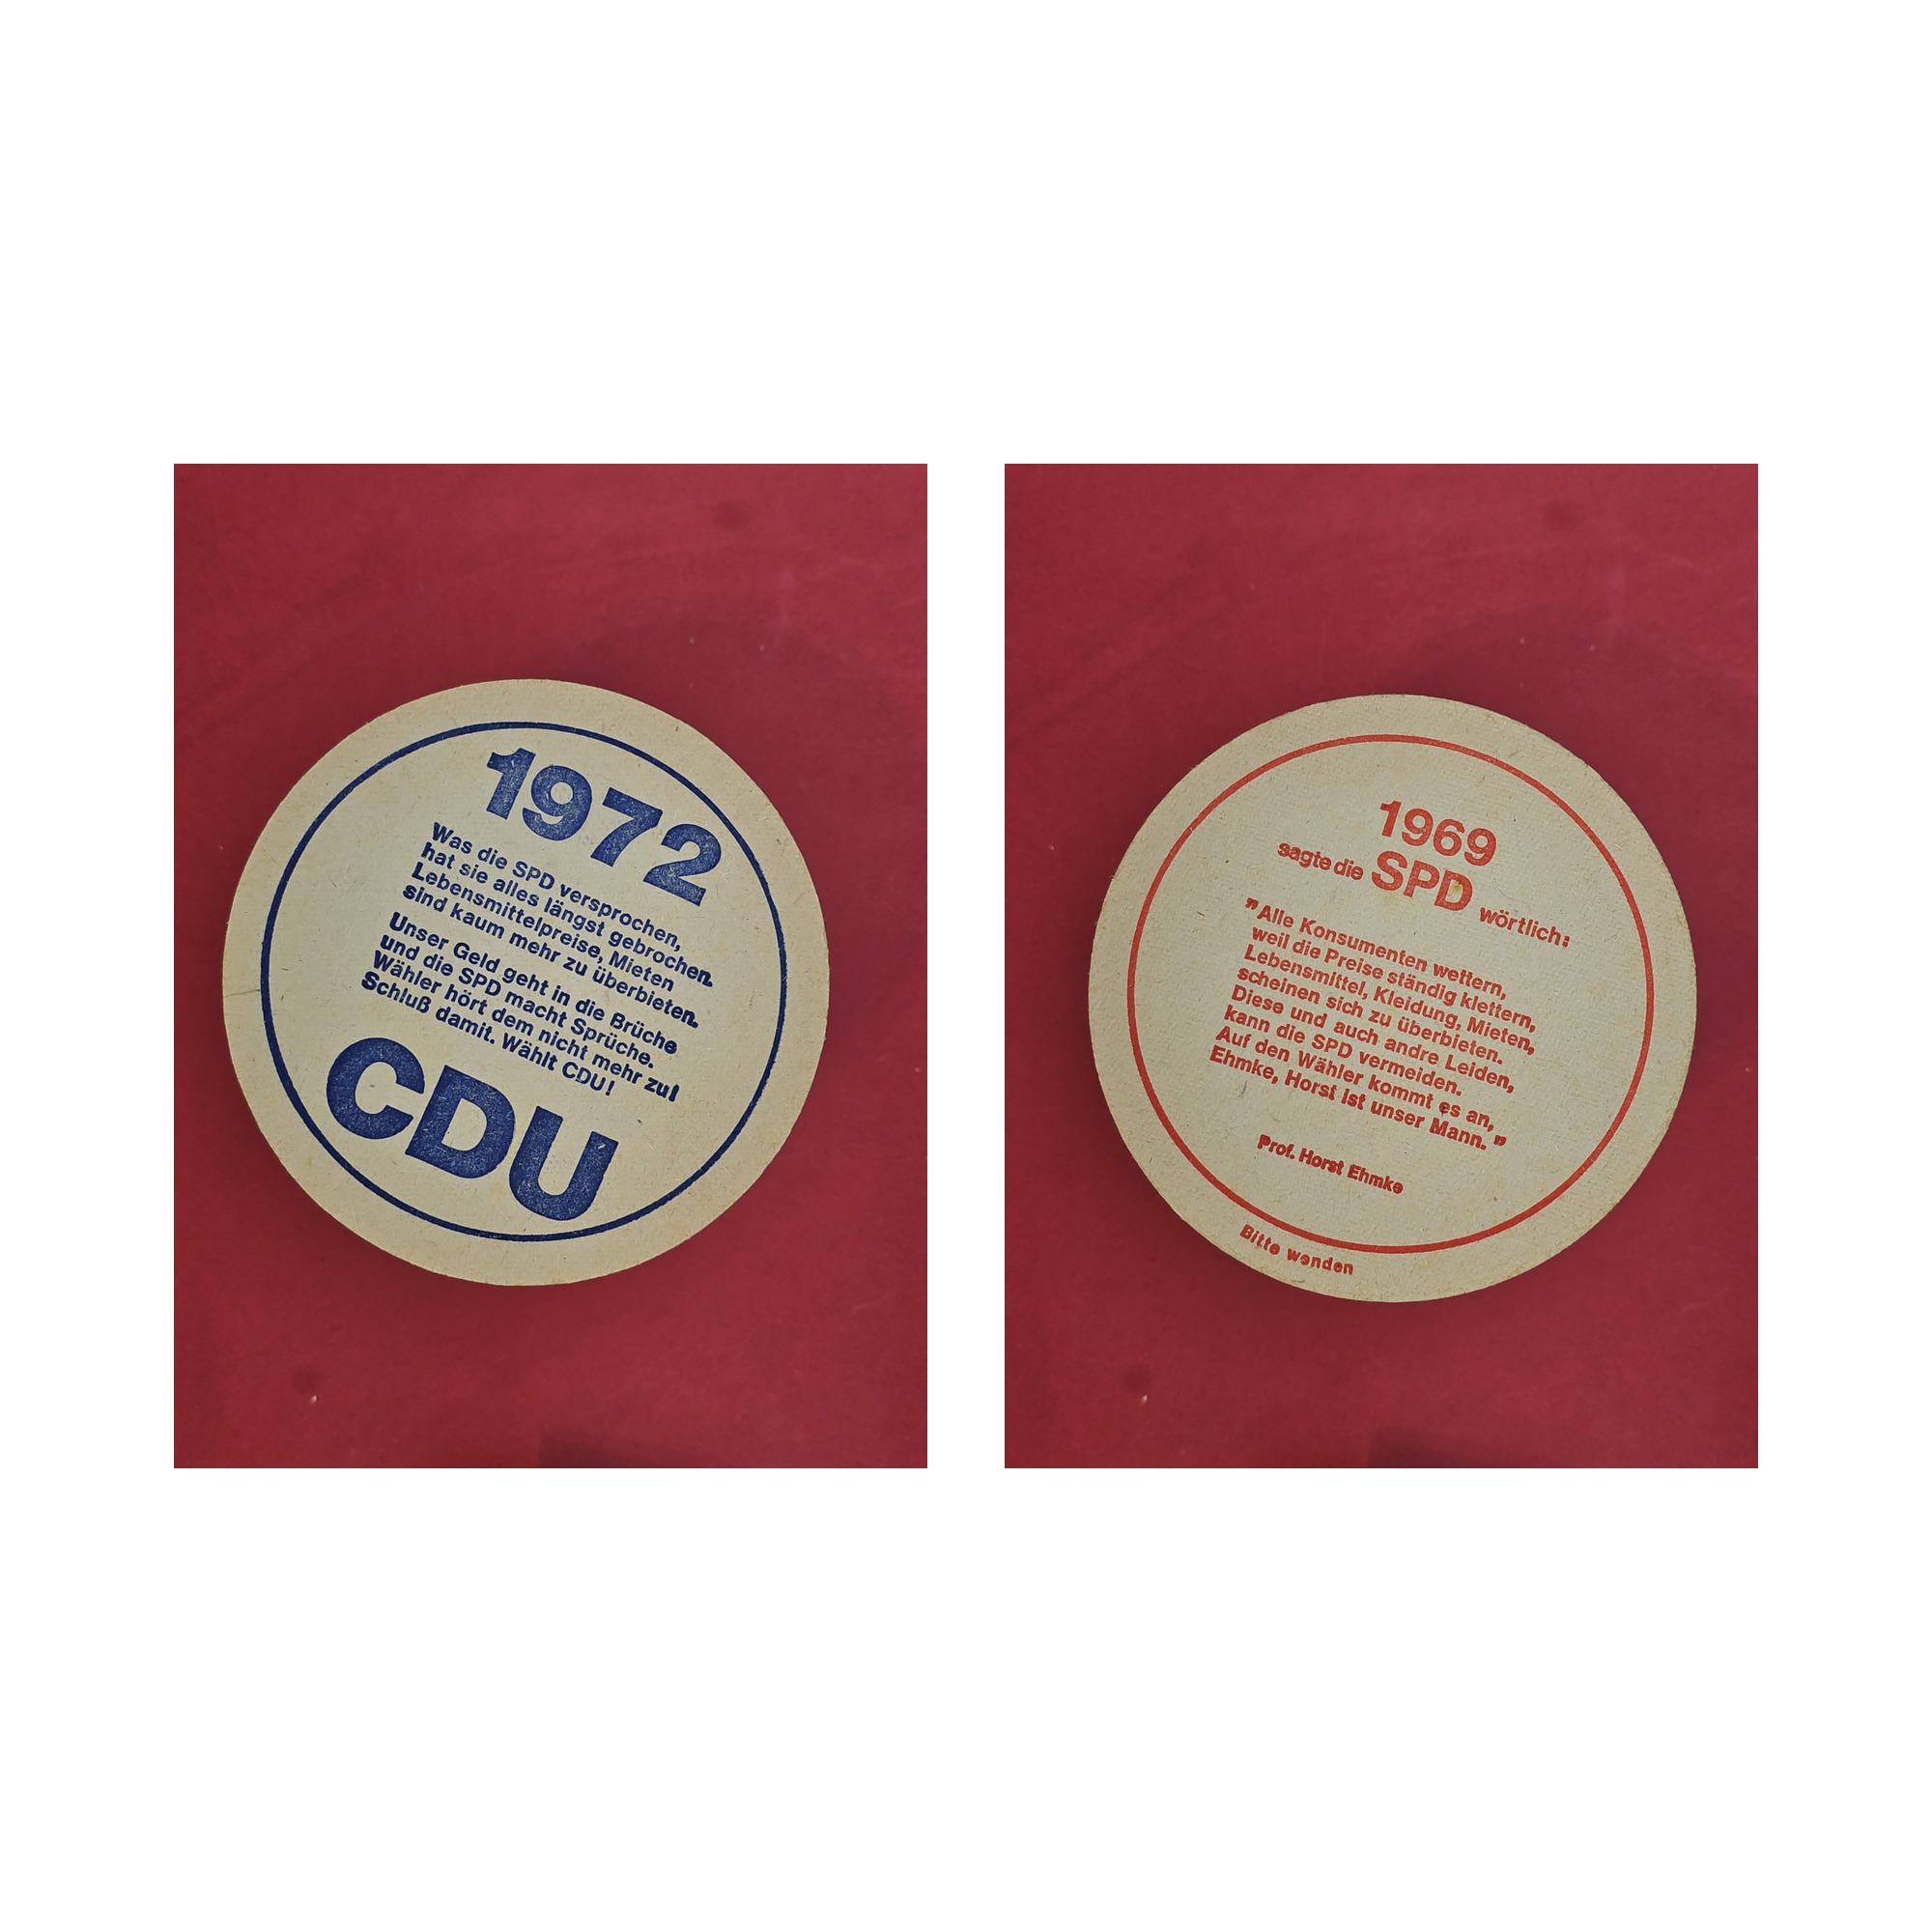 1972
Was die SPD versprochen,
hat sie alles längst gebrochen.
Lebensmittelpreise, Mieten
sind kaum mehr zu überbieten.
Unser Geld geht in die Brüche
und die SPD macht Sprüche.
Wähler hört dem nicht mehr zu!
Schluß damit. Wählt CDU!
CDU
1969
sagte die SPD wörtlich:
"Alle Konsumenten wettern,
weil die Preise ständig klettern,
Lebensmittel, Kleidung, Mieten,
scheinen sich zu überbieten.
Diese und auch andre Leiden,
kann die SPD vermeiden.
Auf den Wähler kommt es an,
Ehmke, Horst ist unser Mann."
Prof. Horst Ehmke
Bitte wenden